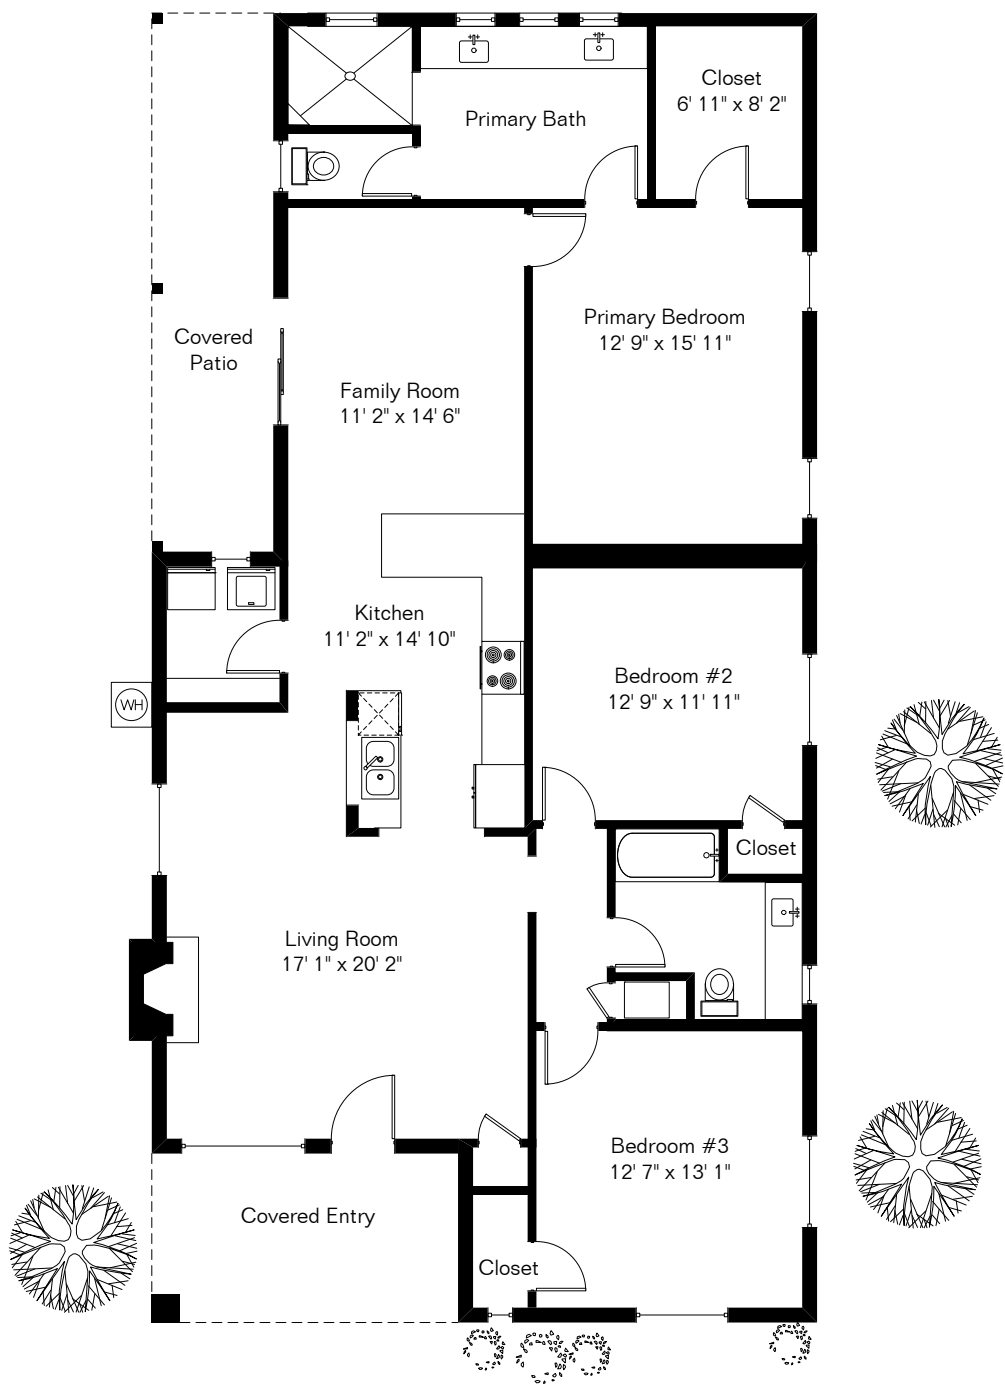 Closet
6' 11" x 8' 2"
Primary Bath
Primary Bedroom
12' 9" x 15' 11"
Covered
Patio
Family Room
11' 2" x 14' 6"
Kitchen
11' 2" x 14' 10"
Bedroom #2
12' 9" x 11' 11"
WH
Closet
Living Room
17' 1" x 20' 2"
Bedroom #3
12' 7" x 13' 1"
Covered Entry
Closet